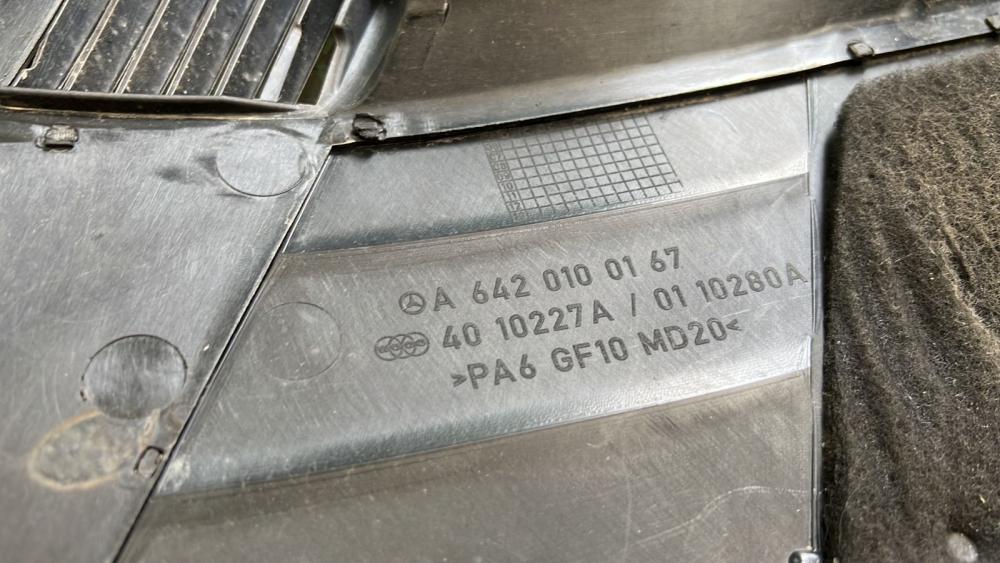 A 642 010 01 67
40 10227A / 01 10280A
>PA6 GF10 MD20<